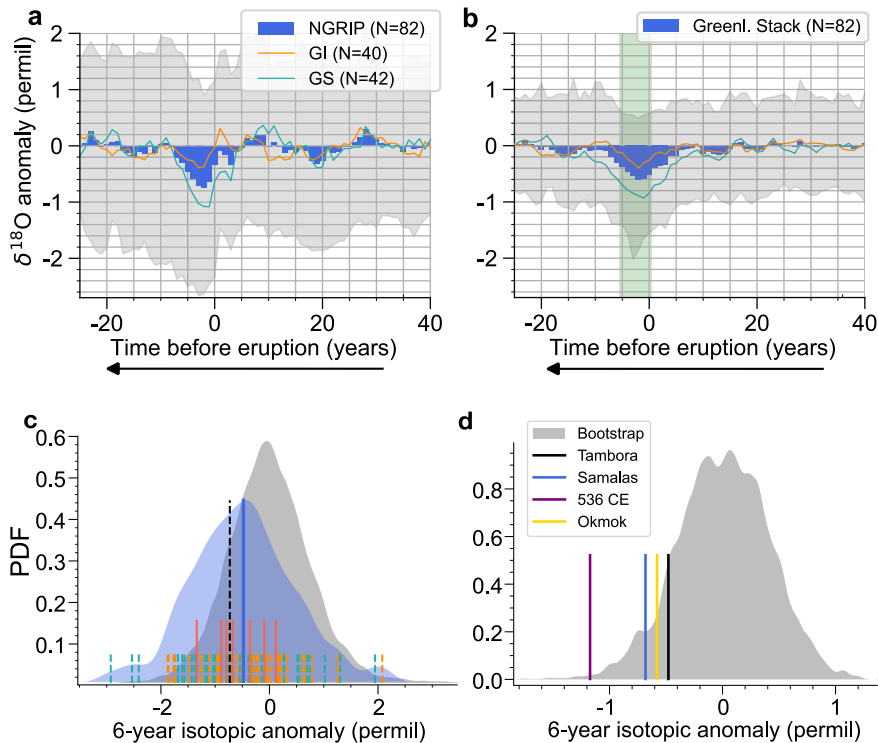 a
NGRIP (N=82)
GI (N=40)
GS (N=42)
δ¹⁸O anomaly (permil)
2
1
0
-1
-2
-20
0
20
40
Time before eruption (years)
b
Greenl. Stack (N=82)
2
1
0
-1
-2
-20
0
20
40
Time before eruption (years)
c
PDF
0.6
0.5
0.4
0.3
0.2
0.1
-2
0
2
6-year isotopic anomaly (permil)
d
Bootstrap
Tambora
Samalas
536 CE
Okmok
0.8
0.6
0.4
0.2
0.0
-1
0
1
6-year isotopic anomaly (permil)